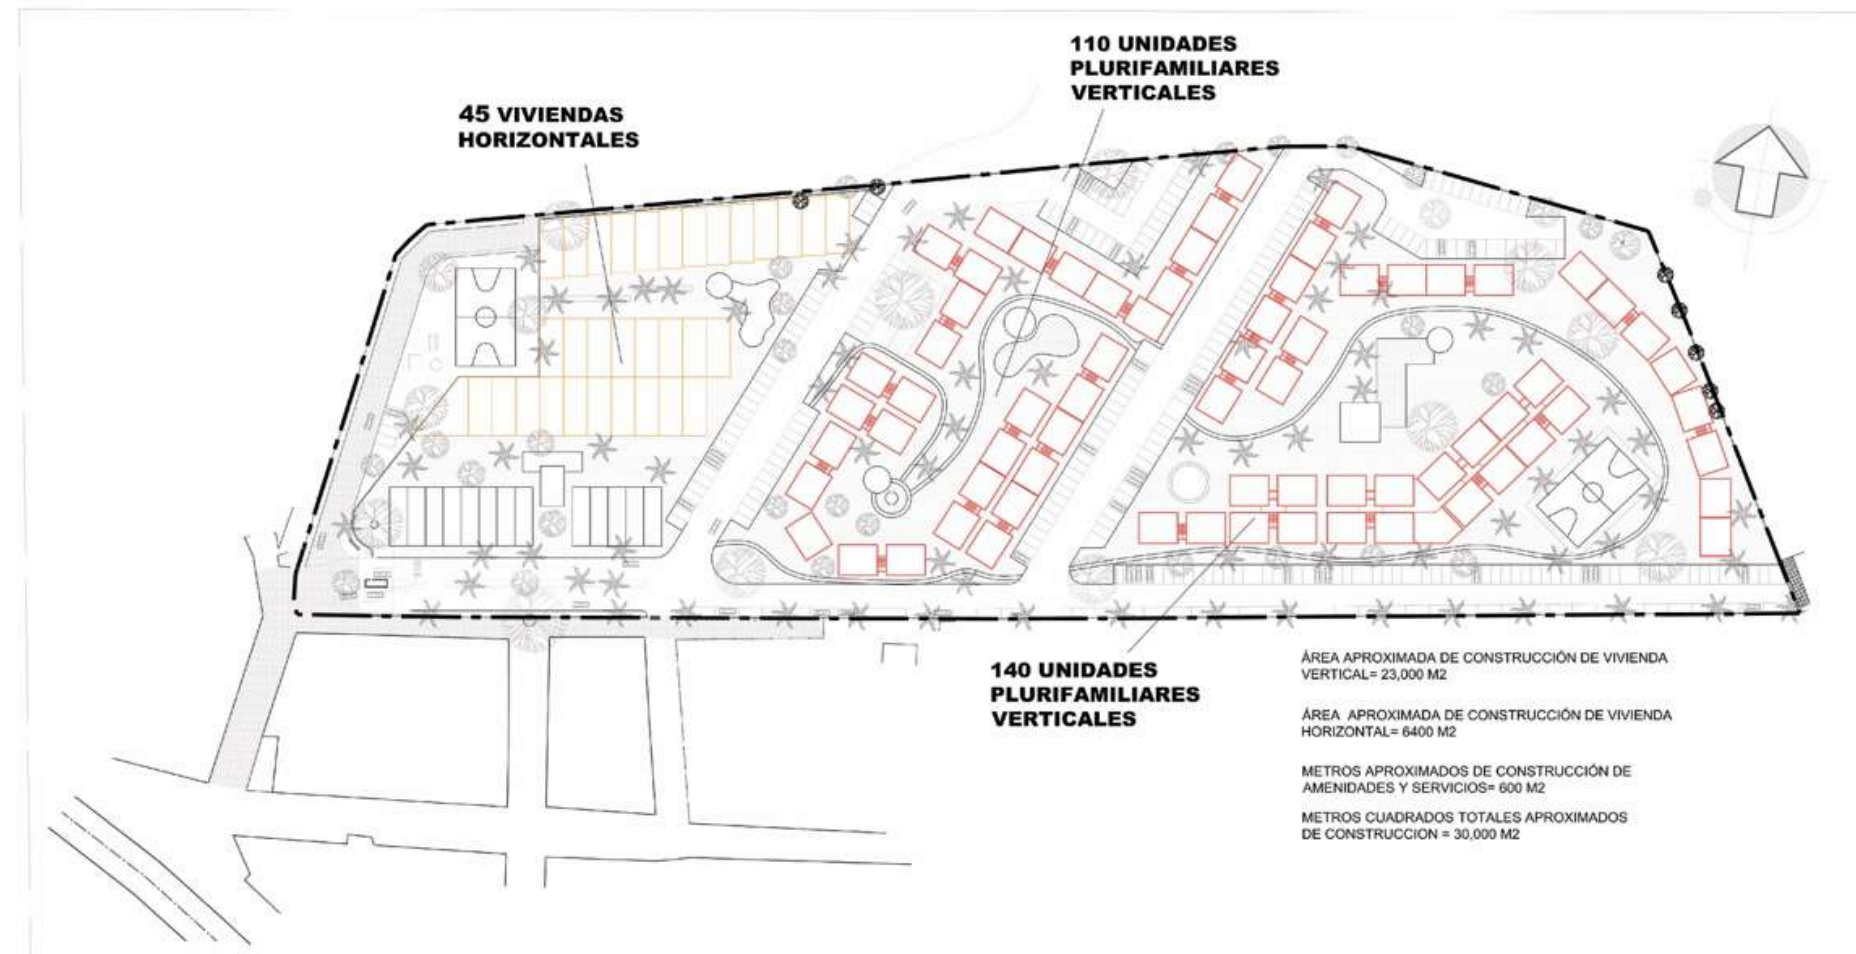 110 UNIDADES
PLURIFAMILIARES
VERTICALES
45 VIVIENDAS
HORIZONTALES
140 UNIDADES
PLURIFAMILIARES
VERTICALES
ÁREA APROXIMADA DE CONSTRUCCIÓN DE VIVIENDA
VERTICAL= 23,000 M2
ÁREA APROXIMADA DE CONSTRUCCIÓN DE VIVIENDA
HORIZONTAL= 6400 M2
METROS APROXIMADOS DE CONSTRUCCIÓN DE
AMENIDADES Y SERVICIOS= 600 M2
METROS CUADRADOS TOTALES APROXIMADOS
DE CONSTRUCCION = 30,000 M2